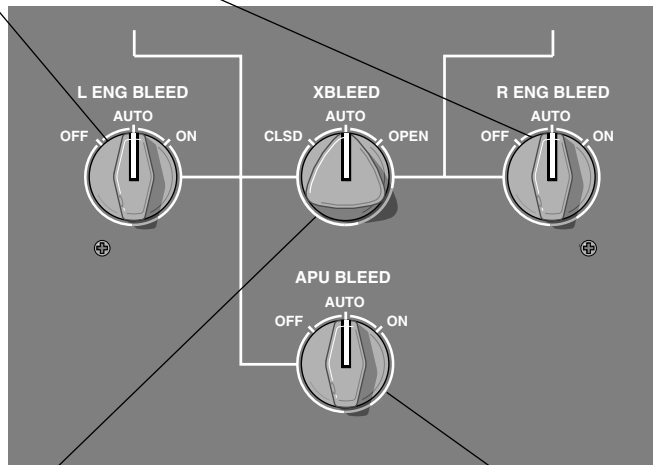 L ENG BLEED XBLEED R ENG BLEED
AUTO AUTO AUTO
OFF ON CLSD OPEN OFF ON
APU BLEED
AUTO
OFF ON